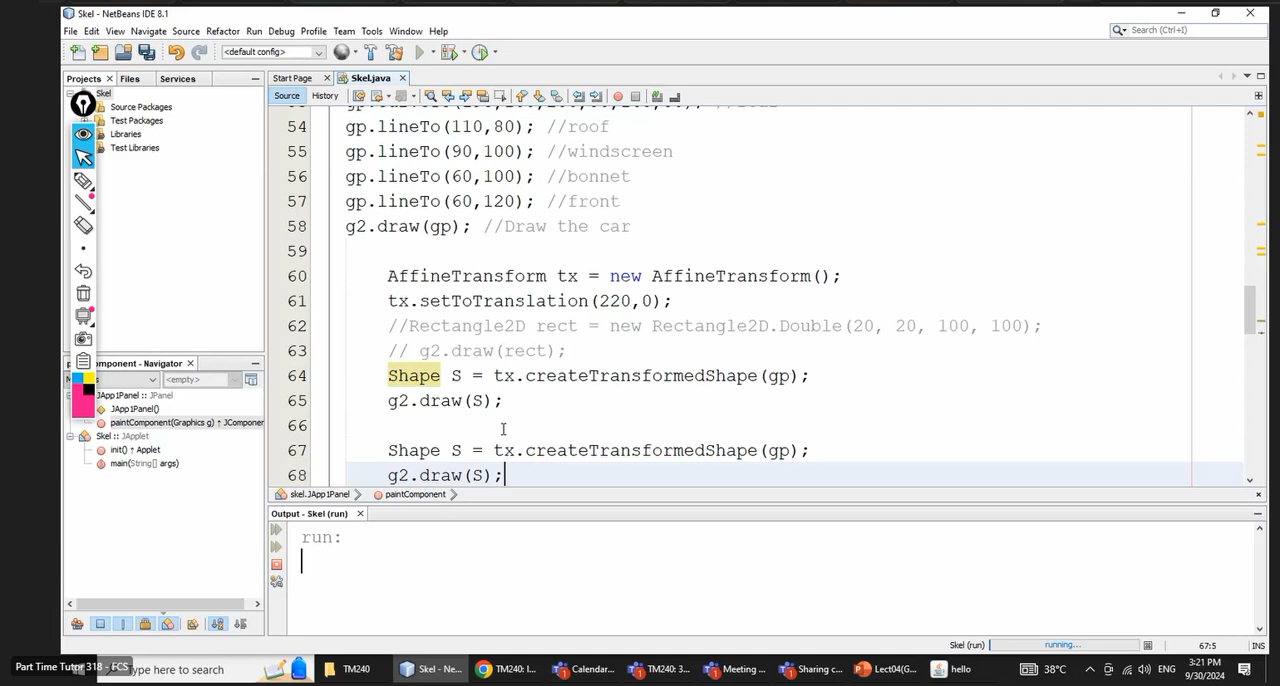 Skel - NetBeans IDE 8.1
File Edit View Navigate Source Refactor Run Debug Profile Team Tools Window Help
Search (Ctrl+I)
<default config>
Projects Files Services
Start Page Skel.java
Source History
Skel
Source Packages
Test Packages
Libraries
Test Libraries
54 gp.lineTo(110,80); //roof
55 gp.lineTo(90,100); //windscreen
56 gp.lineTo(60,100); //bonnet
57 gp.lineTo(60,120); //front
58 g2.draw(gp); //Draw the car
59
60 AffineTransform tx = new AffineTransform();
61 tx.setToTranslation(220,0);
62 //Rectangle2D rect = new Rectangle2D.Double(20, 20, 100, 100);
63 // g2.draw(rect);
64 Shape S = tx.createTransformedShape(gp);
65 g2.draw(S);
66
67 Shape S = tx.createTransformedShape(gp);
68 g2.draw(S);
omponent - Navigator
<empty>
JApp1Panel :: JPanel
JApp1Panel()
paintComponent(Graphics g) ↑ JComponer
Skel :: JApplet
init() ↑ Applet
main(String[] args)
skel.JApp1Panel paintComponent
Output - Skel (run)
run:
Skel (run) running... 67:5 INS
Part Time Tutor 318 - FCS
ype here to search
TM240 Skel - Ne... TM240: I... Calendar... TM240: 3... Meeting ... Sharing c... Lect04(G... hello
38°C ENG
3:21 PM
9/30/2024